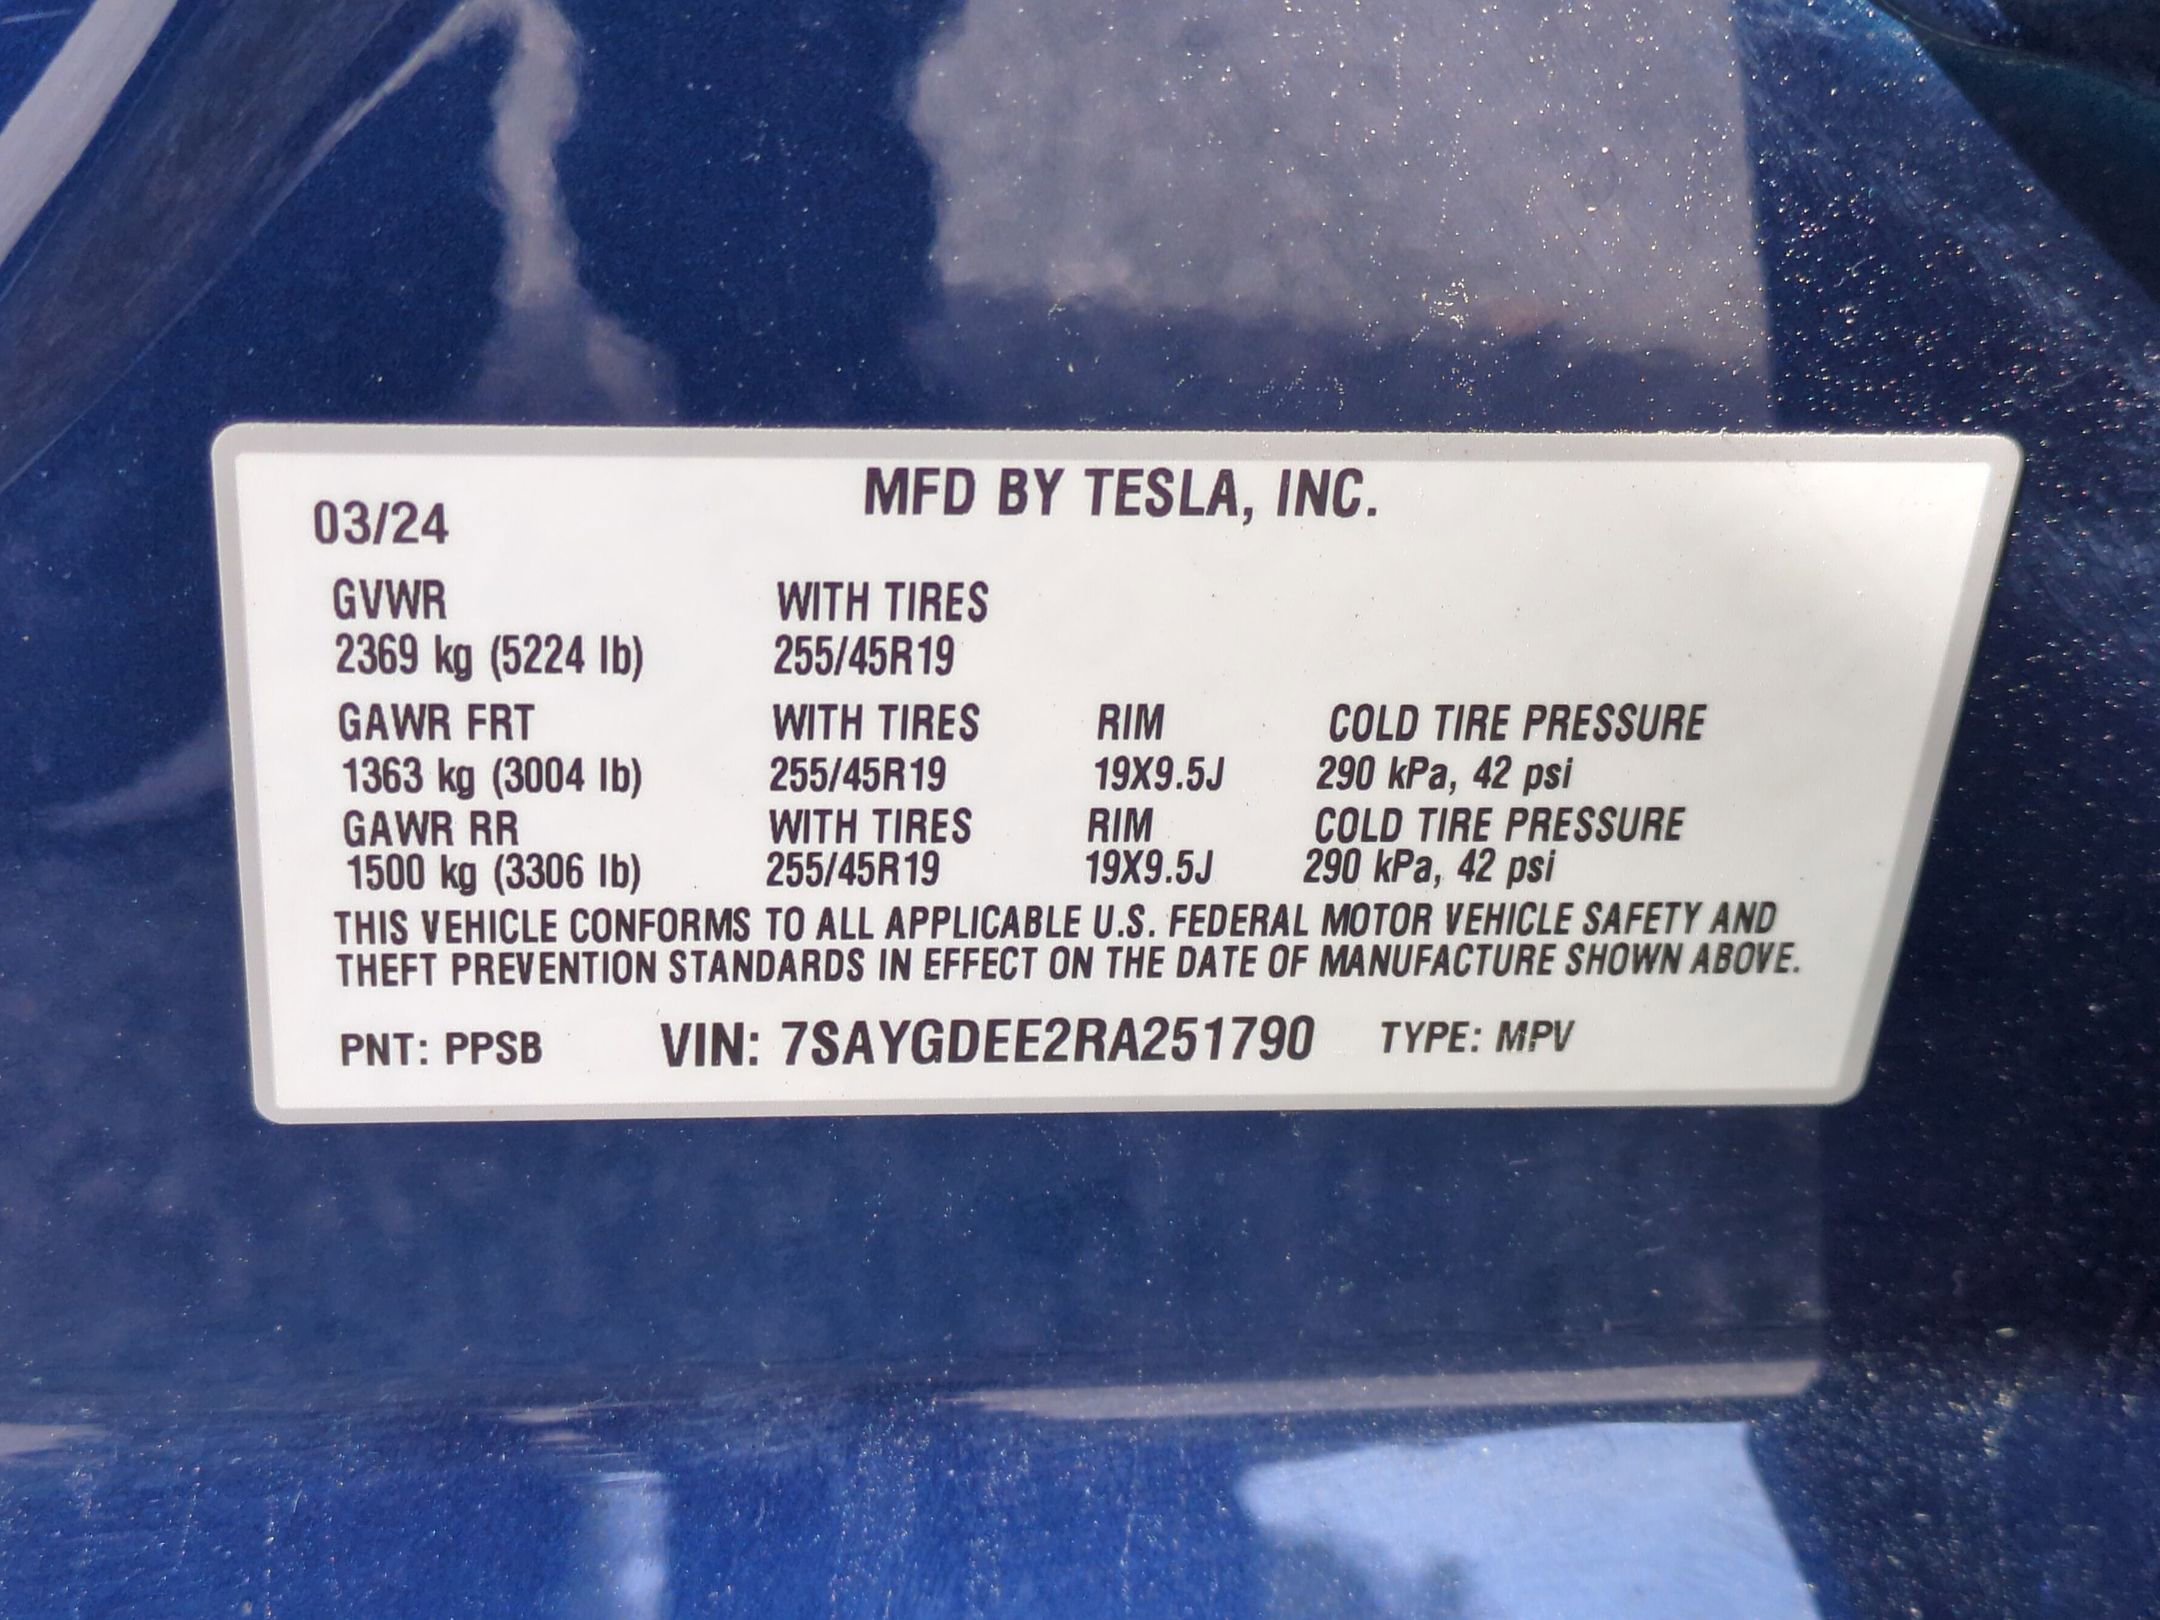 MFD BY TESLA, INC.
03/24
GVWR WITH TIRES
2369 kg (5224 lb) 255/45R19
GAWR FRT WITH TIRES RIM COLD TIRE PRESSURE
1363 kg (3004 lb) 255/45R19 19X9.5J 290 kPa, 42 psi
GAWR RR WITH TIRES RIM COLD TIRE PRESSURE
1500 kg (3306 lb) 255/45R19 19X9.5J 290 kPa, 42 psi
THIS VEHICLE CONFORMS TO ALL APPLICABLE U.S. FEDERAL MOTOR VEHICLE SAFETY AND
THEFT PREVENTION STANDARDS IN EFFECT ON THE DATE OF MANUFACTURE SHOWN ABOVE.
PNT: PPSB VIN: 7SAYGDEE2RA251790 TYPE: MPV